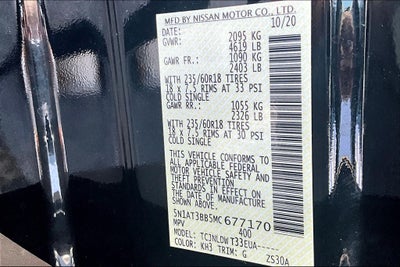 MFD BY NISSAN MOTOR CO., LTD.
DATE: 10/20
GVWR: 2095 KG
4619 LB
GAWR FR.: 1090 KG
2403 LB
WITH 235/60R18 TIRES
18 x 7.5 RIMS AT 33 PSI
COLD SINGLE
GAWR RR.: 1055 KG
2326 LB
WITH 235/60R18 TIRES
18 x 7.5 RIMS AT 30 PSI
COLD SINGLE
THIS VEHICLE CONFORMS TO
ALL APPLICABLE FEDERAL
MOTOR VEHICLE SAFETY AND
THEFT PREVENTION
STANDARDS IN EFFECT ON
THE DATE OF MANUFACTURE
SHOWN ABOVE.
5N1AT3BB5MC677170
MPV 400
MODEL: TCJNLDWT33EUA-----
COLOR: KH3 TRIM: G ZS30A